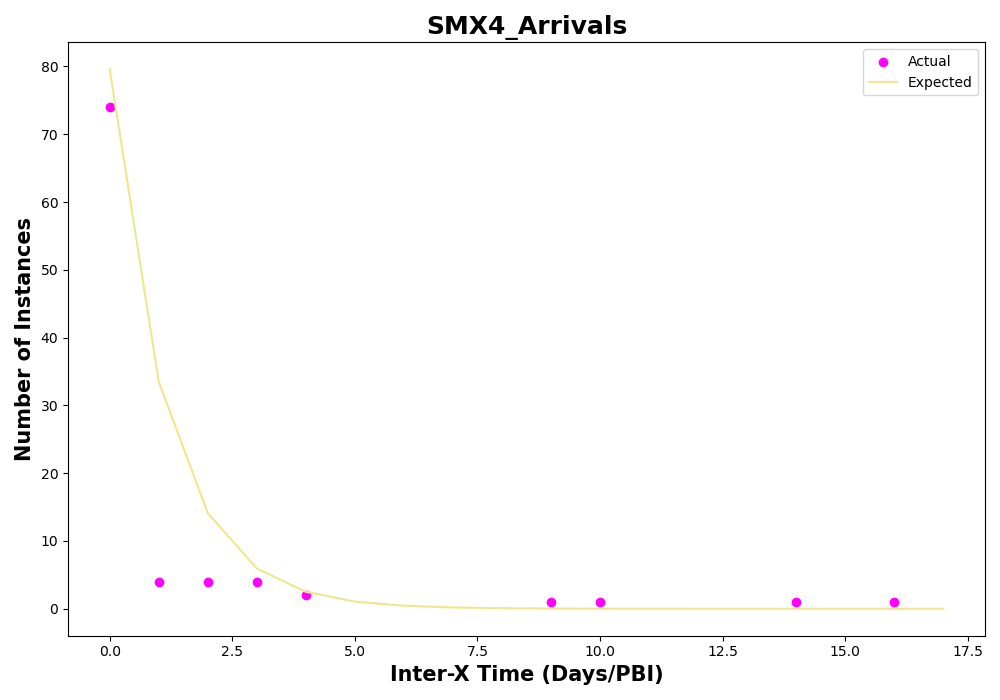 SMX4_Arrivals
Actual
Expected
Number of Instances
80
70
60
50
40
30
20
10
0
0.0 2.5 5.0 7.5 10.0 12.5 15.0 17.5
Inter-X Time (Days/PBI)